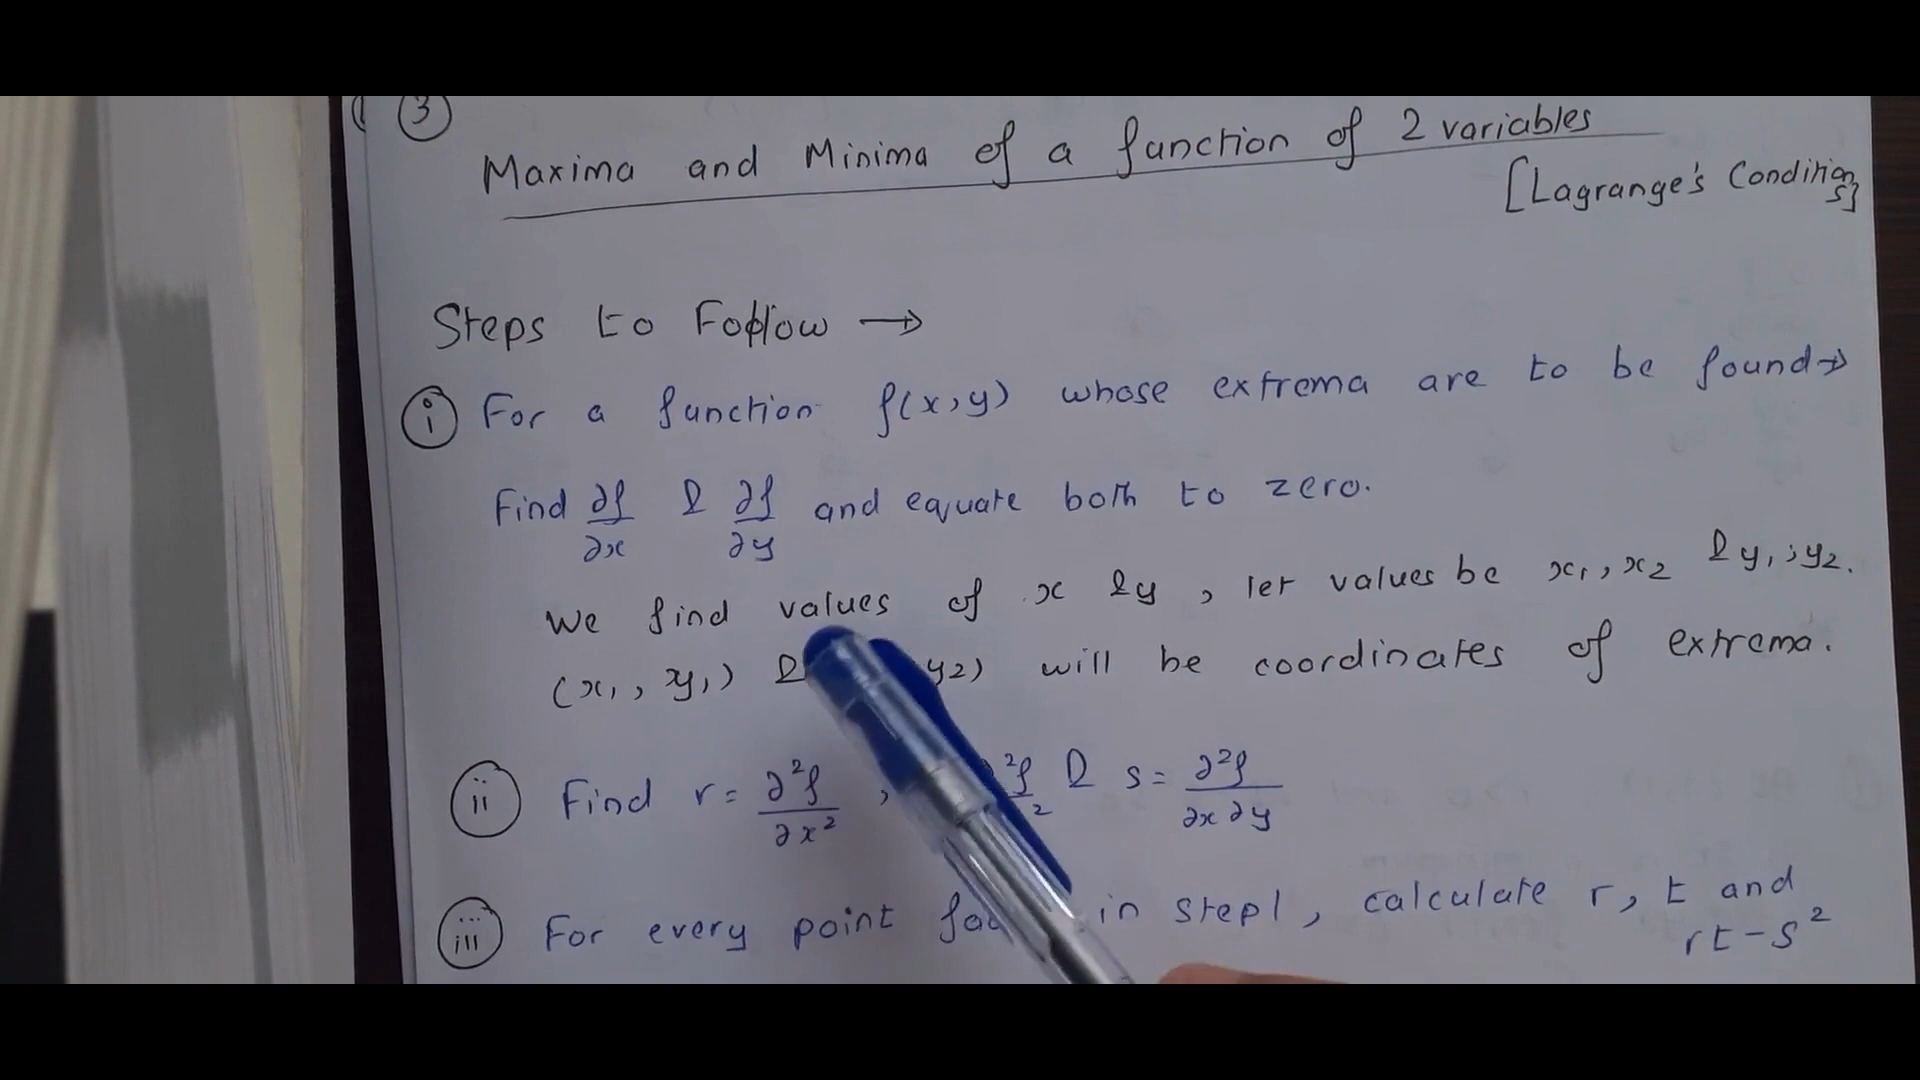 3
Maxima and Minima of a function of 2 variables
[Lagrange's Conditions]
Steps to Follow →
i For a function f(x,y) whose extrema are to be found →
Find ∂f/∂x & ∂f/∂y and equate both to zero.
We find values of x & y, let values be x₁, x₂ & y₁, y₂.
(x₁, y₁) & y₂) will be coordinates of extrema.
ii Find r = ∂²f/∂x² , ²f/² & s = ∂²f/∂x∂y
iii For every point in step1, calculate r, t and
rt-s²